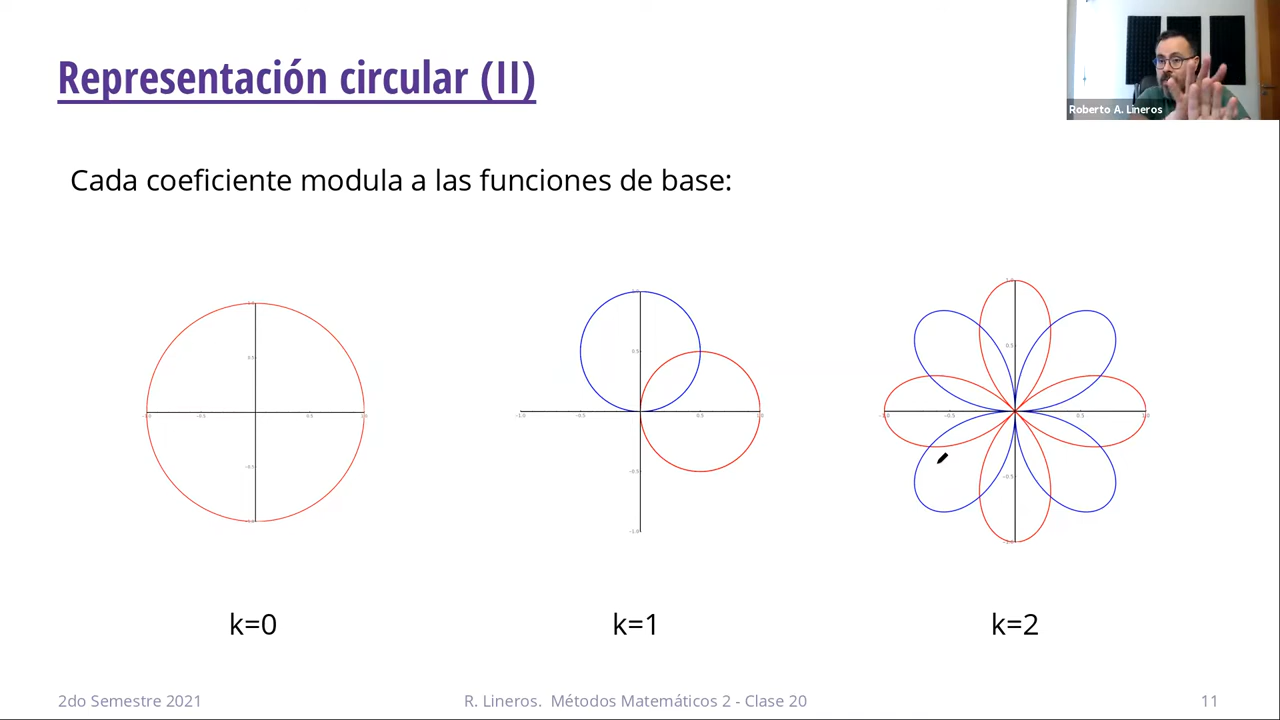 Representación circular (II)
Roberto A. Lineros
Cada coeficiente modula a las funciones de base:
k=0
k=1
k=2
2do Semestre 2021
R. Lineros. Métodos Matemáticos 2 - Clase 20
11